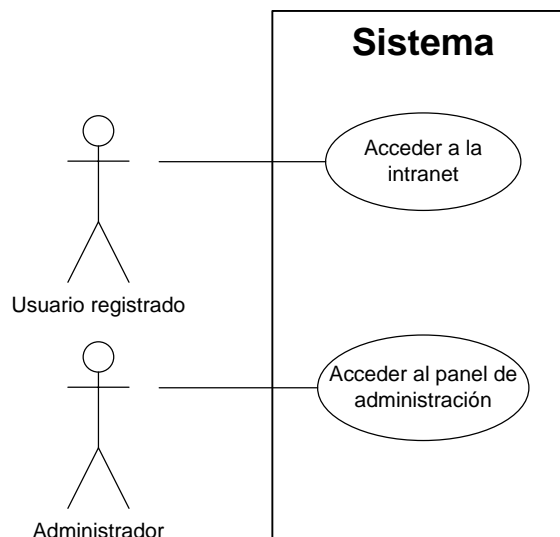 Sistema
Acceder a la
intranet
Usuario registrado
Acceder al panel de
administración
Administrador